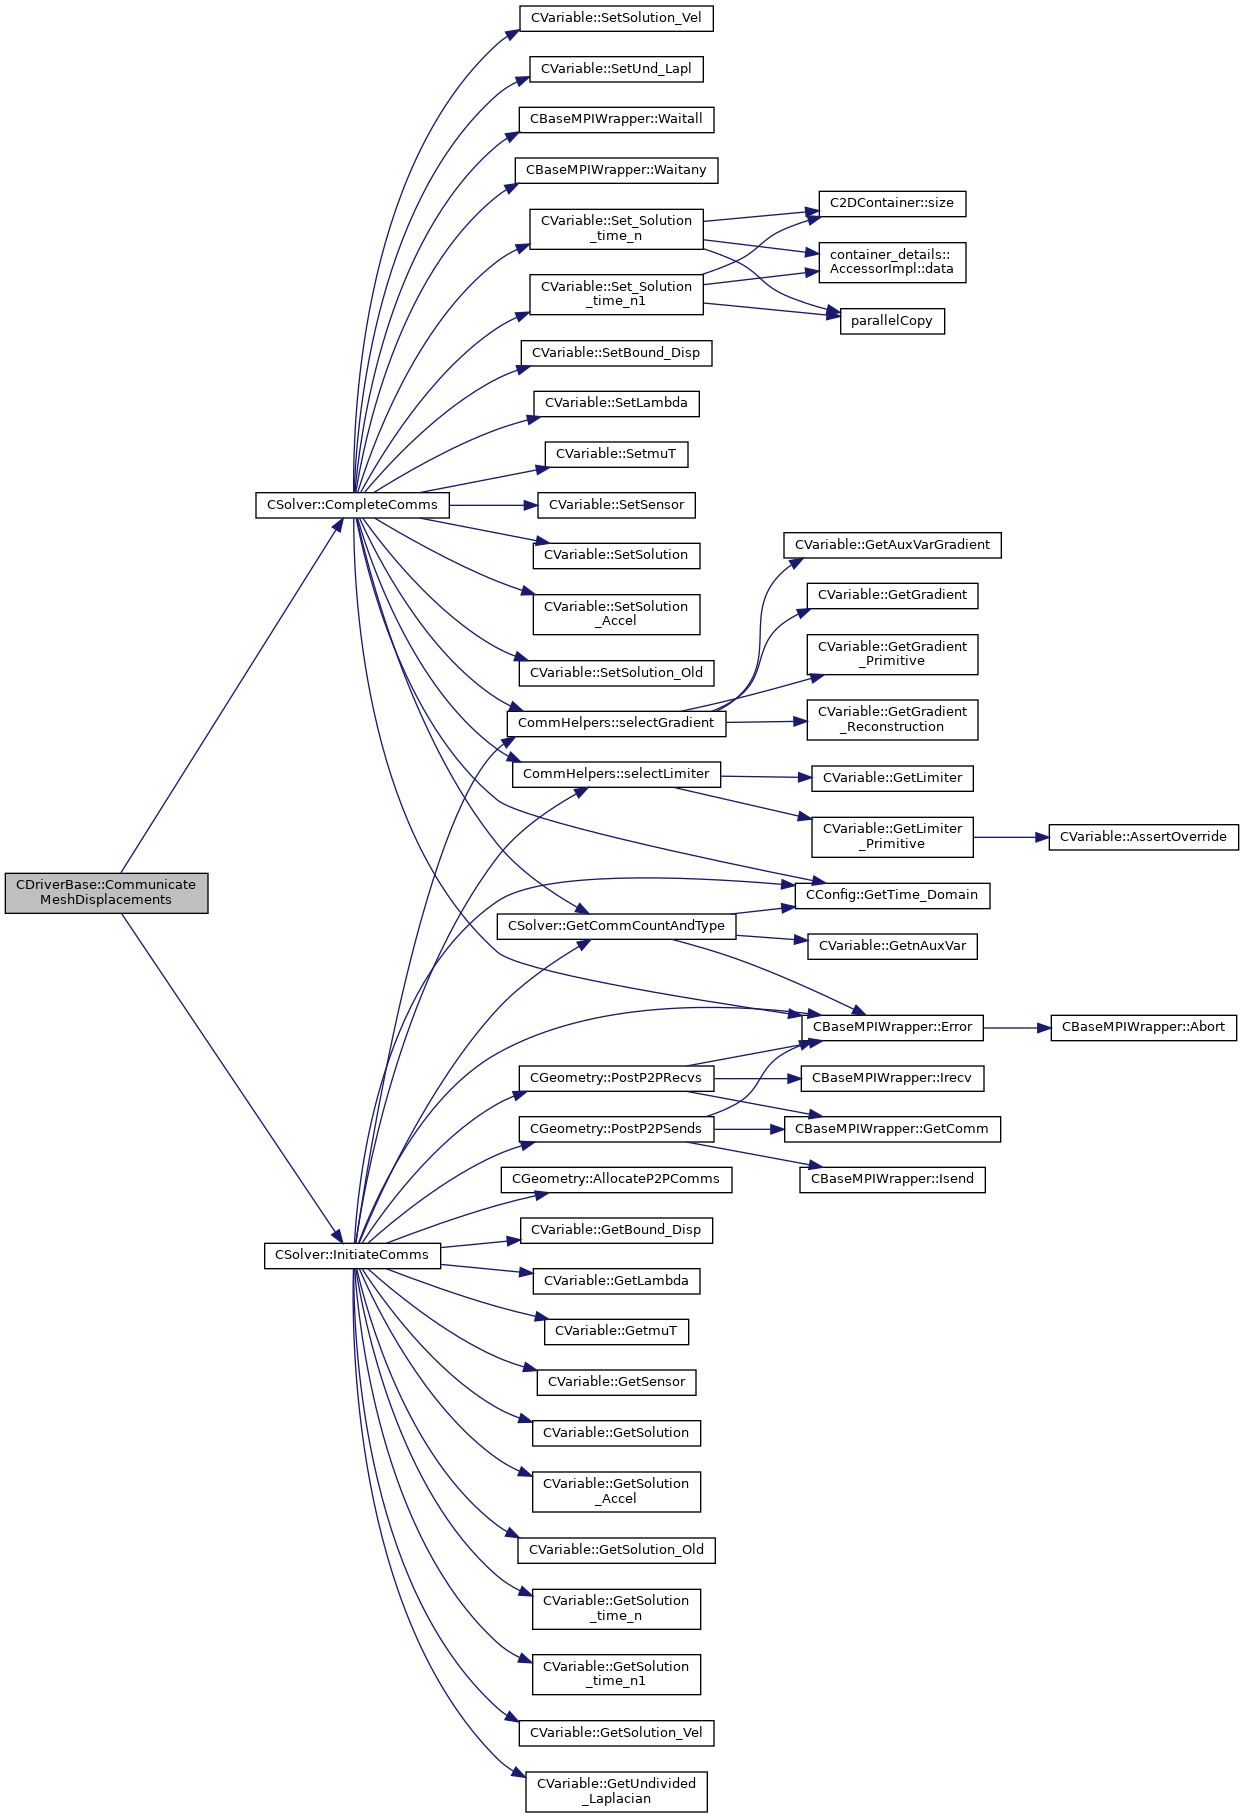 CVariable::SetSolution_Vel
CVariable::SetUnd_Lapl
CBaseMPIWrapper::Waitall
CBaseMPIWrapper::Waitany
CVariable::Set_Solution
_time_n
C2DContainer::size
container_details::
AccessorImpl::data
CVariable::Set_Solution
_time_n1
parallelCopy
CVariable::SetBound_Disp
CVariable::SetLambda
CVariable::SetmuT
CSolver::CompleteComms
CVariable::SetSensor
CVariable::SetSolution
CVariable::GetAuxVarGradient
CVariable::SetSolution
_Accel
CVariable::GetGradient
CVariable::GetGradient
_Primitive
CVariable::SetSolution_Old
CommHelpers::selectGradient
CVariable::GetGradient
_Reconstruction
CommHelpers::selectLimiter
CVariable::GetLimiter
CVariable::GetLimiter
_Primitive
CVariable::AssertOverride
CDriverBase::Communicate
MeshDisplacements
CConfig::GetTime_Domain
CSolver::GetCommCountAndType
CVariable::GetnAuxVar
CBaseMPIWrapper::Error
CBaseMPIWrapper::Abort
CGeometry::PostP2PRecvs
CBaseMPIWrapper::Irecv
CGeometry::PostP2PSends
CBaseMPIWrapper::GetComm
CGeometry::AllocateP2PComms
CBaseMPIWrapper::Isend
CVariable::GetBound_Disp
CSolver::InitiateComms
CVariable::GetLambda
CVariable::GetmuT
CVariable::GetSensor
CVariable::GetSolution
CVariable::GetSolution
_Accel
CVariable::GetSolution_Old
CVariable::GetSolution
_time_n
CVariable::GetSolution
_time_n1
CVariable::GetSolution_Vel
CVariable::GetUndivided
_Laplacian